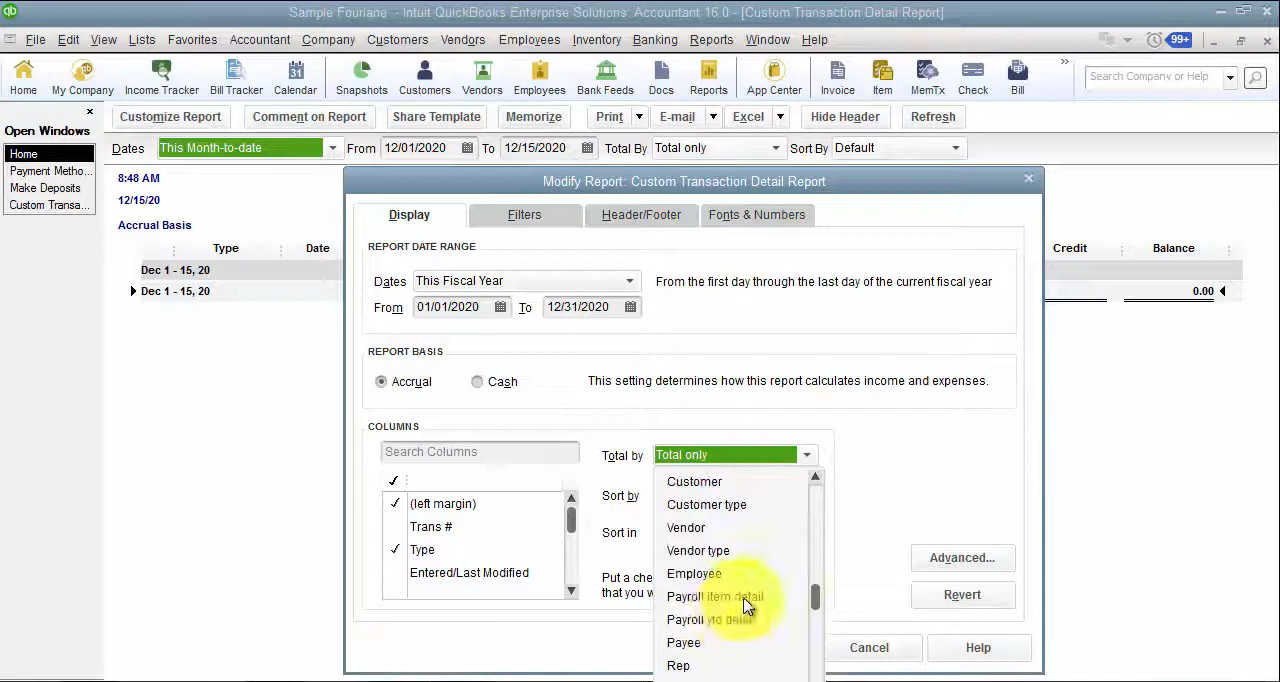 qb Sample Fourlane - Intuit QuickBooks Enterprise Solutions: Accountant 16.0 - [Custom Transaction Detail Report]
File Edit View Lists Favorites Accountant Company Customers Vendors Employees Inventory Banking Reports Window Help 99+
Home My Company Income Tracker Bill Tracker Calendar Snapshots Customers Vendors Employees Bank Feeds Docs Reports App Center Invoice Item MemTx Check Bill » Search Company or Help
Open Windows
Home
Payment Metho...
Make Deposits
Custom Transa...
Customize Report Comment on Report Share Template Memorize Print E-mail Excel Hide Header Refresh
Dates This Month-to-date From 12/01/2020 To 12/15/2020 Total By Total only Sort By Default
8:48 AM
12/15/20
Accrual Basis
Type Date Credit Balance
Dec 1 - 15, 20
Dec 1 - 15, 20 0.00
Modify Report: Custom Transaction Detail Report
Display Filters Header/Footer Fonts & Numbers
REPORT DATE RANGE
Dates This Fiscal Year From the first day through the last day of the current fiscal year
From 01/01/2020 To 12/31/2020
REPORT BASIS
Accrual Cash This setting determines how this report calculates income and expenses.
COLUMNS
Search Columns
(left margin)
Trans #
Type
Entered/Last Modified
Total by Total only
Sort by
Sort in
Put a che
that you w
Customer
Customer type
Vendor
Vendor type
Employee
Payroll item detail
Payroll ytd detail
Payee
Rep
Advanced...
Revert
Cancel Help